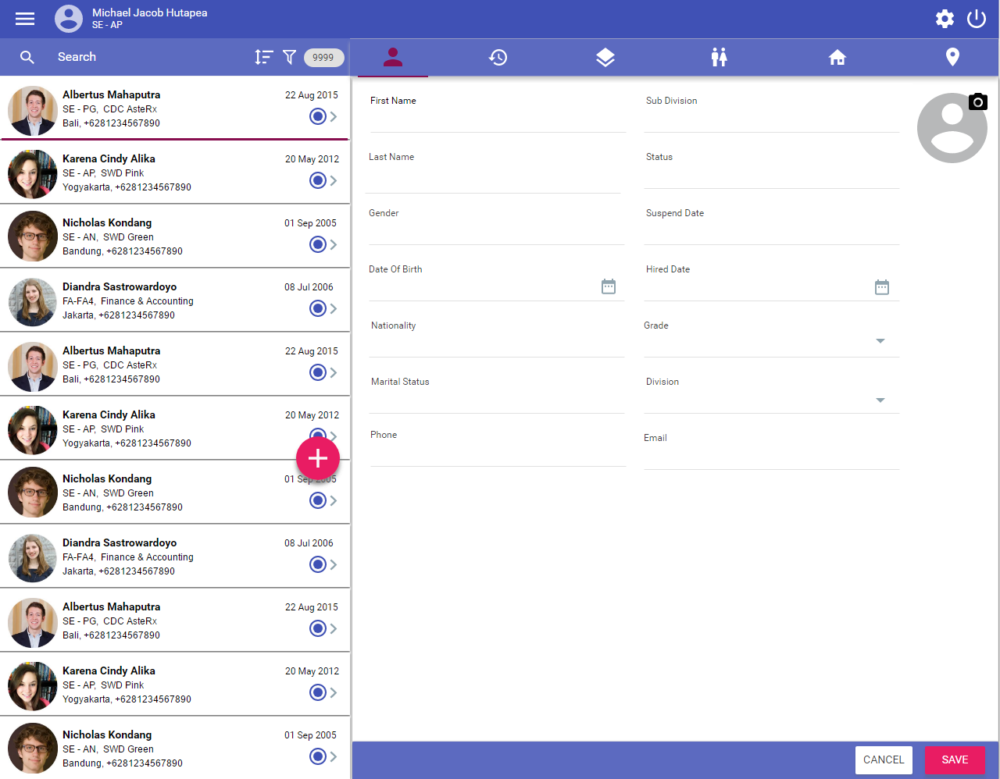 Michael Jacob Hutapea
SE - AP
Search
9999
Albertus Mahaputra
22 Aug 2015
SE - PG, CDC AsteRx
Bali, +6281234567890
Karena Cindy Alika
20 May 2012
SE - AP, SWD Pink
Yogyakarta, +6281234567890
Nicholas Kondang
01 Sep 2005
SE - AN, SWD Green
Bandung, +6281234567890
Diandra Sastrowardoyo
08 Jul 2006
FA-FA4, Finance & Accounting
Jakarta, +6281234567890
Albertus Mahaputra
22 Aug 2015
SE - PG, CDC AsteRx
Bali, +6281234567890
Karena Cindy Alika
20 May 2012
SE - AP, SWD Pink
Yogyakarta, +6281234567890
Nicholas Kondang
01 Sep 2005
SE - AN, SWD Green
Bandung, +6281234567890
Diandra Sastrowardoyo
08 Jul 2006
FA-FA4, Finance & Accounting
Jakarta, +6281234567890
Albertus Mahaputra
22 Aug 2015
SE - PG, CDC AsteRx
Bali, +6281234567890
Karena Cindy Alika
20 May 2012
SE - AP, SWD Pink
Yogyakarta, +6281234567890
Nicholas Kondang
01 Sep 2005
SE - AN, SWD Green
Bandung, +6281234567890
First Name
Sub Division
Last Name
Status
Gender
Suspend Date
Date Of Birth
Hired Date
Nationality
Grade
Marital Status
Division
Phone
Email
CANCEL
SAVE